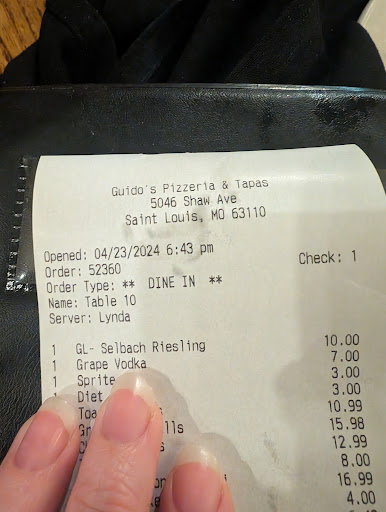 Guido's Pizzeria & Tapas
5046 Shaw Ave
Saint Louis, MO 63110
Opened: 04/23/2024 6:43 pm
Check: 1
Order: 52360
Order Type: ** DINE IN **
Name: Table 10
Server: Lynda
1 GL- Selbach Riesling 10.00
1 Grape Vodka 7.00
1 Sprite 3.00
1 Diet 3.00
10.99
15.98
12.99
8.00
16.99
4.00